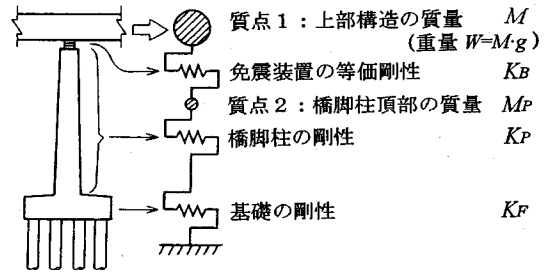 質点1：上部構造の質量 M
(重量 W=M·g)
免震装置の等価剛性 KB
質点2：橋脚柱頂部の質量 MP
橋脚柱の剛性 KP
基礎の剛性 KF